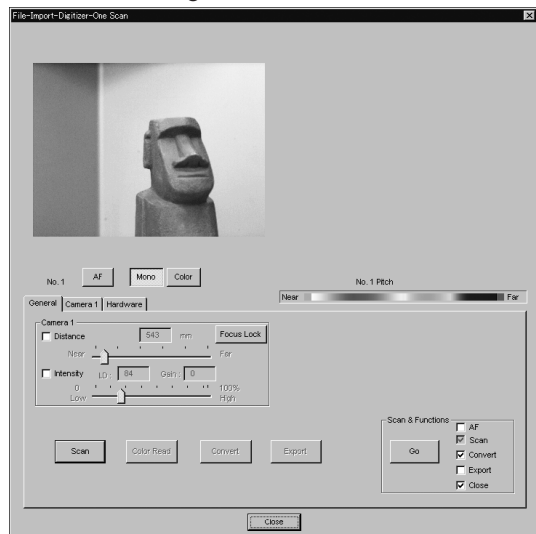 File-Import-Digitizer-One Scan
No. 1 AF Mono Color
No. 1 Pitch
Near Far
General Camera 1 Hardware
Camera 1
Distance 543 mm Focus Lock
Near Far
Intensity LD: 84 Gain: 0
0 100%
Low High
Scan Color Read Convert Export
Scan & Functions
Go
AF
Scan
Convert
Export
Close
Close